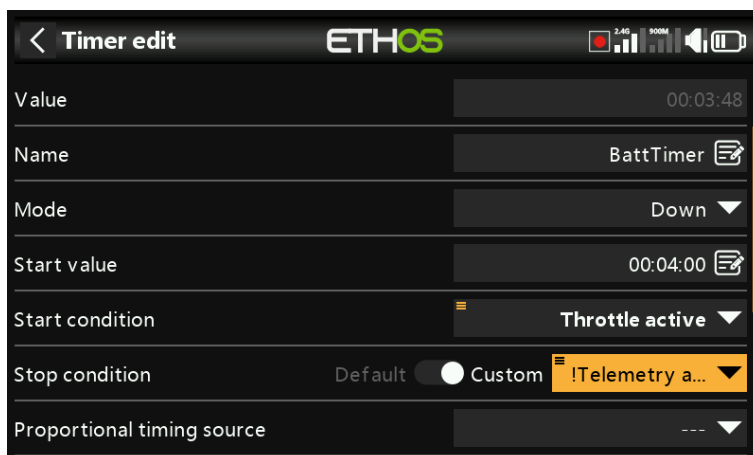 Timer edit ETHOS 2.4G 900M
Value 00:03:48
Name BattTimer
Mode Down
Start value 00:04:00
Start condition Throttle active
Stop condition Default Custom !Telemetry a...
Proportional timing source ---